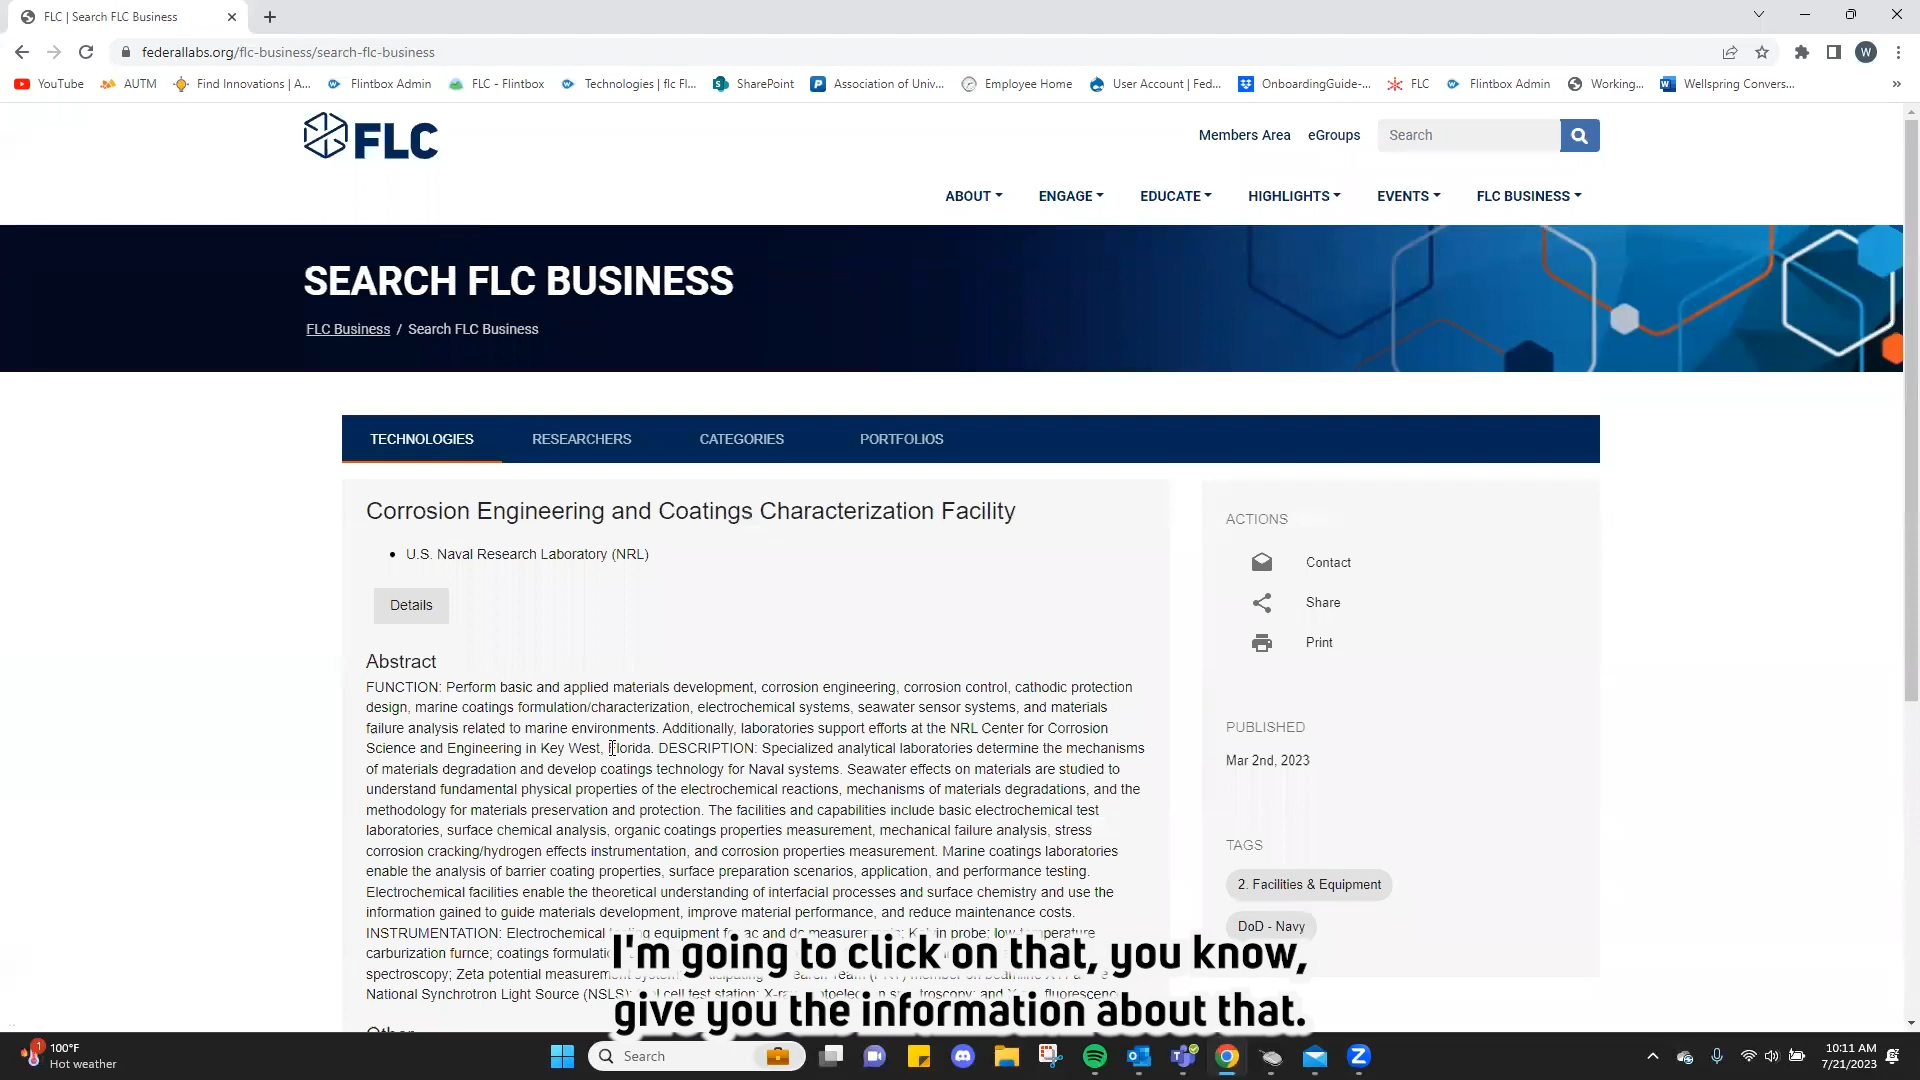 FLC | Search FLC Business
federallabs.org/flc-business/search-flc-business
YouTube AUTM Find Innovations | A... Flintbox Admin FLC - Flintbox Technologies | flc Fl... SharePoint Association of Univ... Employee Home User Account | Fed... OnboardingGuide-... FLC Flintbox Admin Working... Wellspring Convers...
FLC
Members Area eGroups Search
ABOUT ENGAGE EDUCATE HIGHLIGHTS EVENTS FLC BUSINESS
SEARCH FLC BUSINESS
FLC Business / Search FLC Business
TECHNOLOGIES RESEARCHERS CATEGORIES PORTFOLIOS
Corrosion Engineering and Coatings Characterization Facility
• U.S. Naval Research Laboratory (NRL)
Details
Abstract
FUNCTION: Perform basic and applied materials development, corrosion engineering, corrosion control, cathodic protection
design, marine coatings formulation/characterization, electrochemical systems, seawater sensor systems, and materials
failure analysis related to marine environments. Additionally, laboratories support efforts at the NRL Center for Corrosion
Science and Engineering in Key West, Florida. DESCRIPTION: Specialized analytical laboratories determine the mechanisms
of materials degradation and develop coatings technology for Naval systems. Seawater effects on materials are studied to
understand fundamental physical properties of the electrochemical reactions, mechanisms of materials degradations, and the
methodology for materials preservation and protection. The facilities and capabilities include basic electrochemical test
laboratories, surface chemical analysis, organic coatings properties measurement, mechanical failure analysis, stress
corrosion cracking/hydrogen effects instrumentation, and corrosion properties measurement. Marine coatings laboratories
enable the analysis of barrier coating properties, surface preparation scenarios, application, and performance testing.
Electrochemical facilities enable the theoretical understanding of interfacial processes and surface chemistry and use the
information gained to guide materials development, improve material performance, and reduce maintenance costs.
INSTRUMENTATION: Electrochemical testing equipment for ac and dc measurements; Kelvin probe; low-temperature
carburization furnce; coatings
spectroscopy; Zeta potential
National Synchrotron Light Source (NSLS);
ACTIONS
Contact
Share
Print
PUBLISHED
Mar 2nd, 2023
TAGS
2. Facilities & Equipment
DoD - Navy
I'm going to click on that, you know,
give you the information about that.
1
100°F
Hot weather
Search
10:11 AM
7/21/2023
W